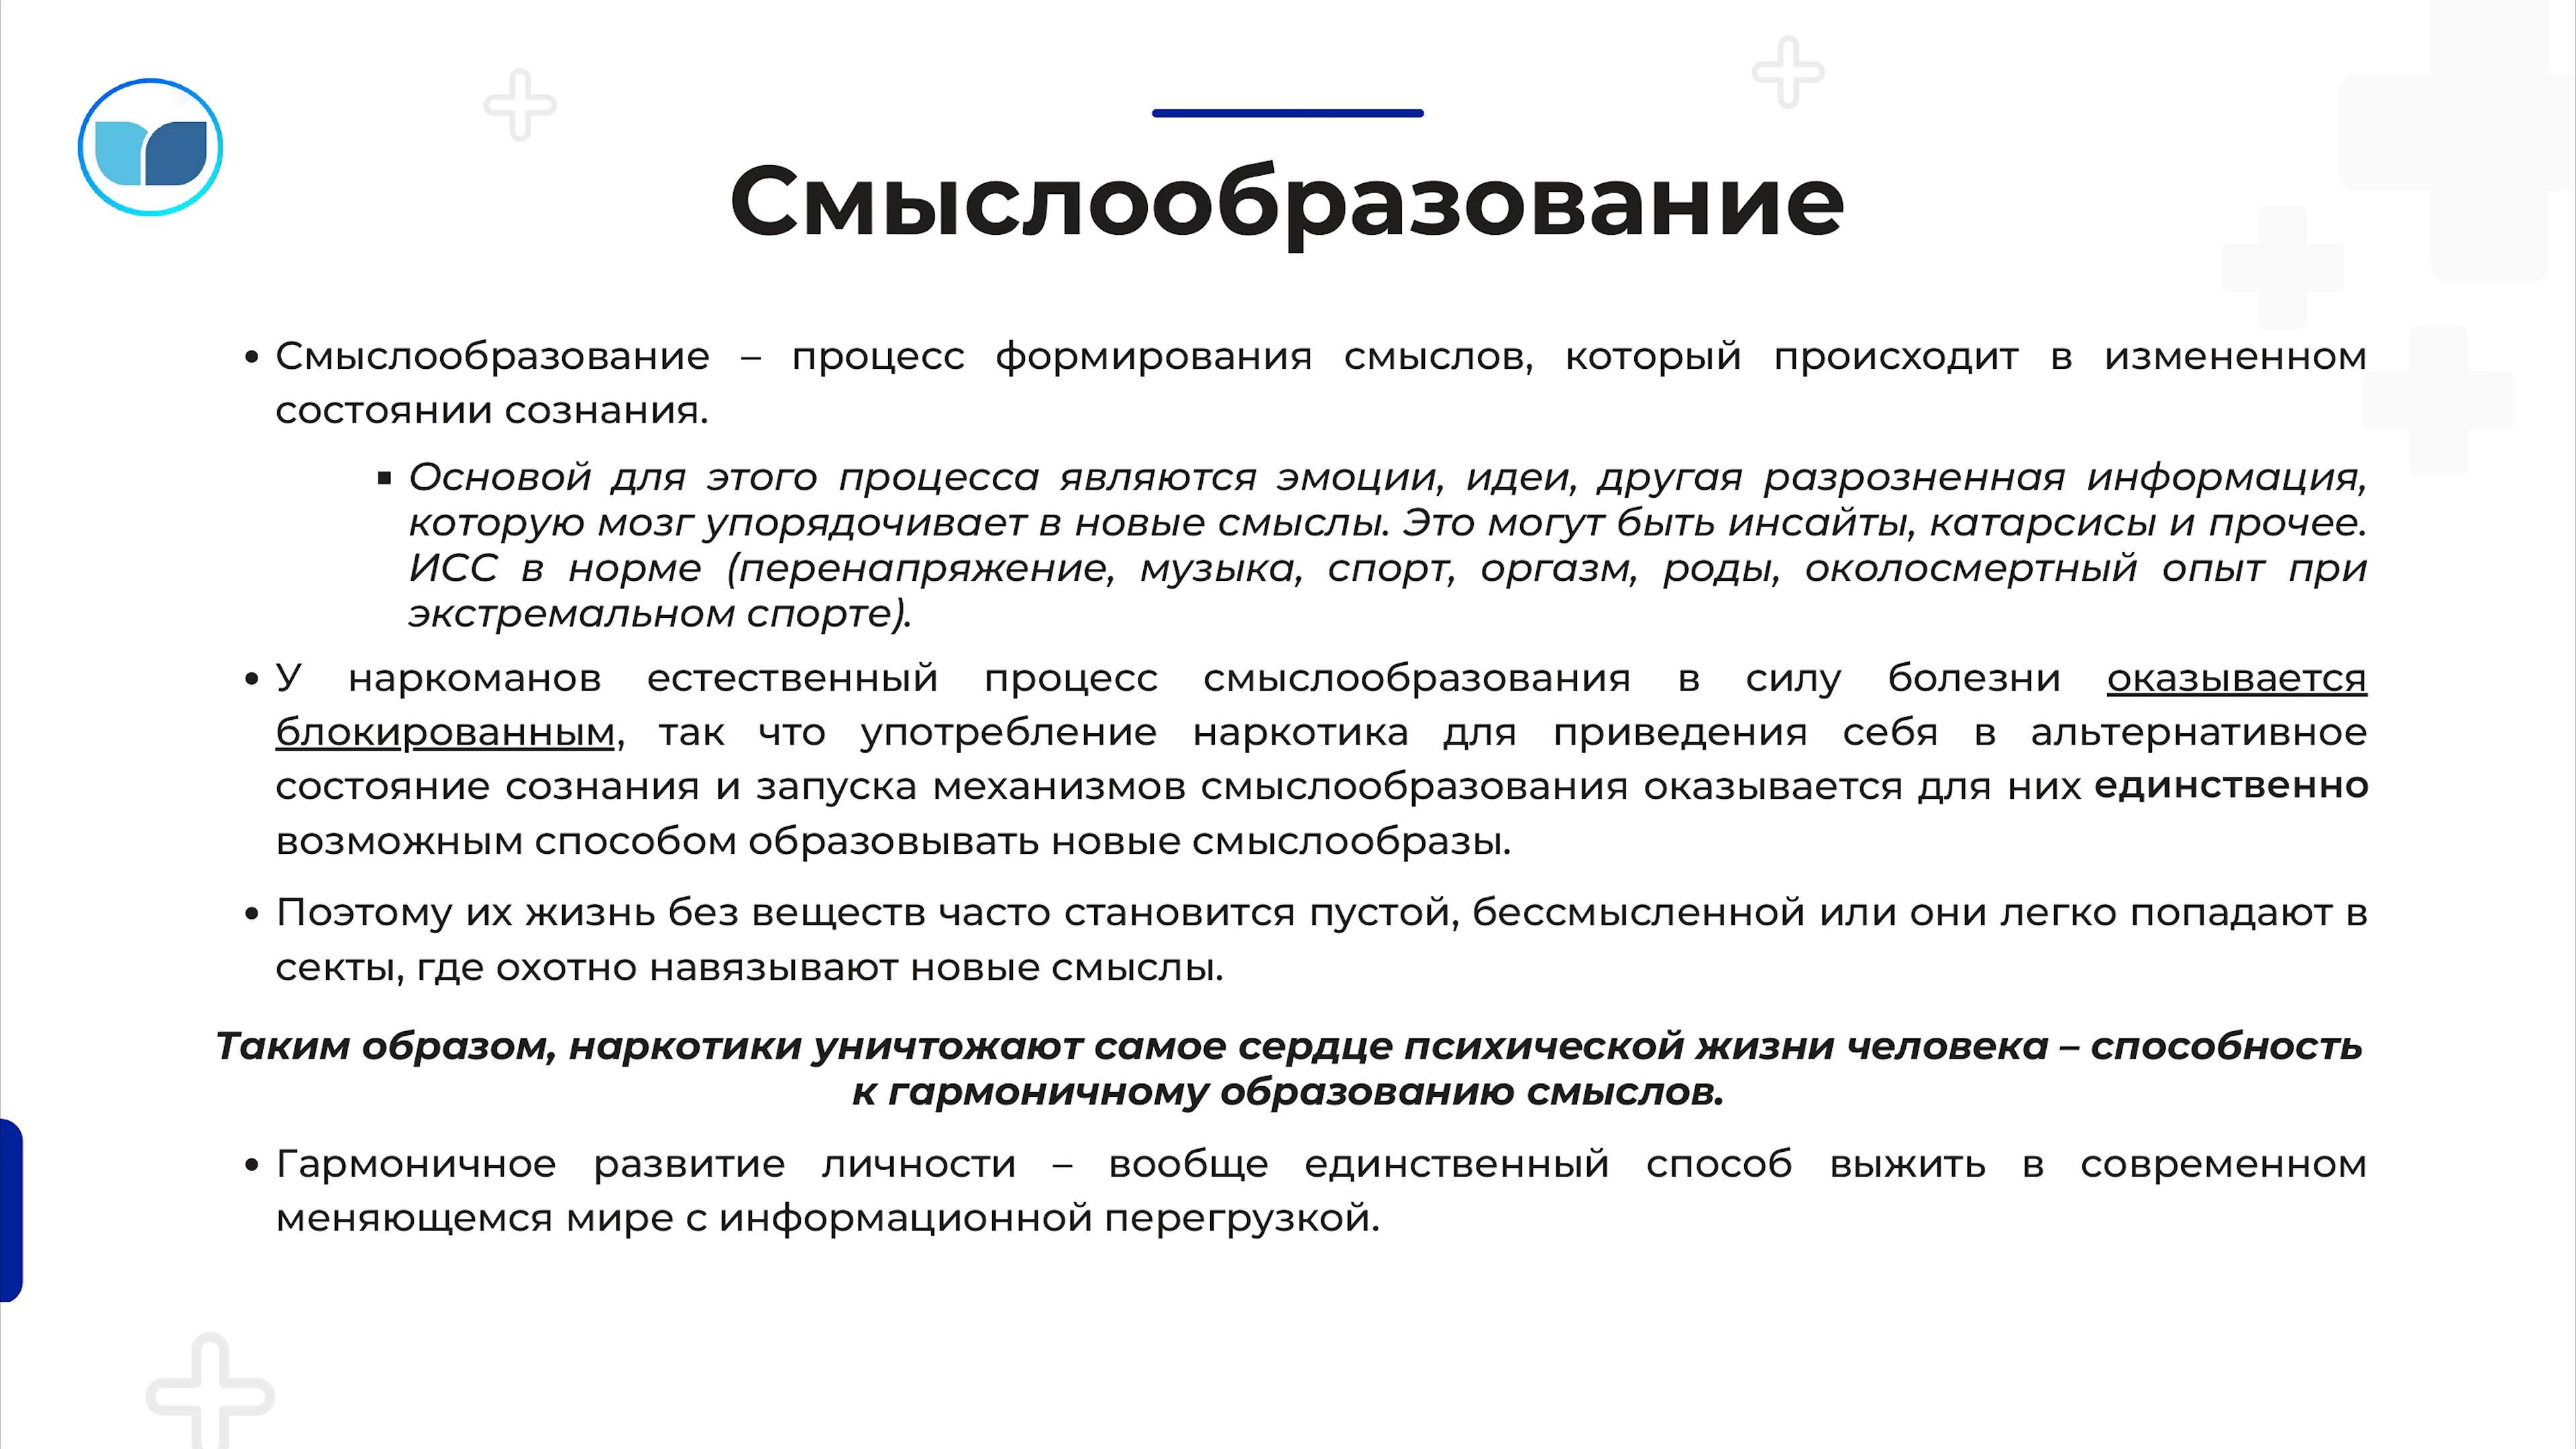 Смыслообразование
• Смыслообразование – процесс формирования смыслов, который происходит в измененном
состоянии сознания.
▪ Основой для этого процесса являются эмоции, идеи, другая разрозненная информация,
которую мозг упорядочивает в новые смыслы. Это могут быть инсайты, катарсисы и прочее.
ИСС в норме (перенапряжение, музыка, спорт, оргазм, роды, околосмертный опыт при
экстремальном спорте).
• У наркоманов естественный процесс смыслообразования в силу болезни оказывается
блокированным, так что употребление наркотика для приведения себя в альтернативное
состояние сознания и запуска механизмов смыслообразования оказывается для них единственно
возможным способом образовывать новые смыслообразы.
• Поэтому их жизнь без веществ часто становится пустой, бессмысленной или они легко попадают в
секты, где охотно навязывают новые смыслы.
Таким образом, наркотики уничтожают самое сердце психической жизни человека – способность
к гармоничному образованию смыслов.
• Гармоничное развитие личности – вообще единственный способ выжить в современном
меняющемся мире с информационной перегрузкой.